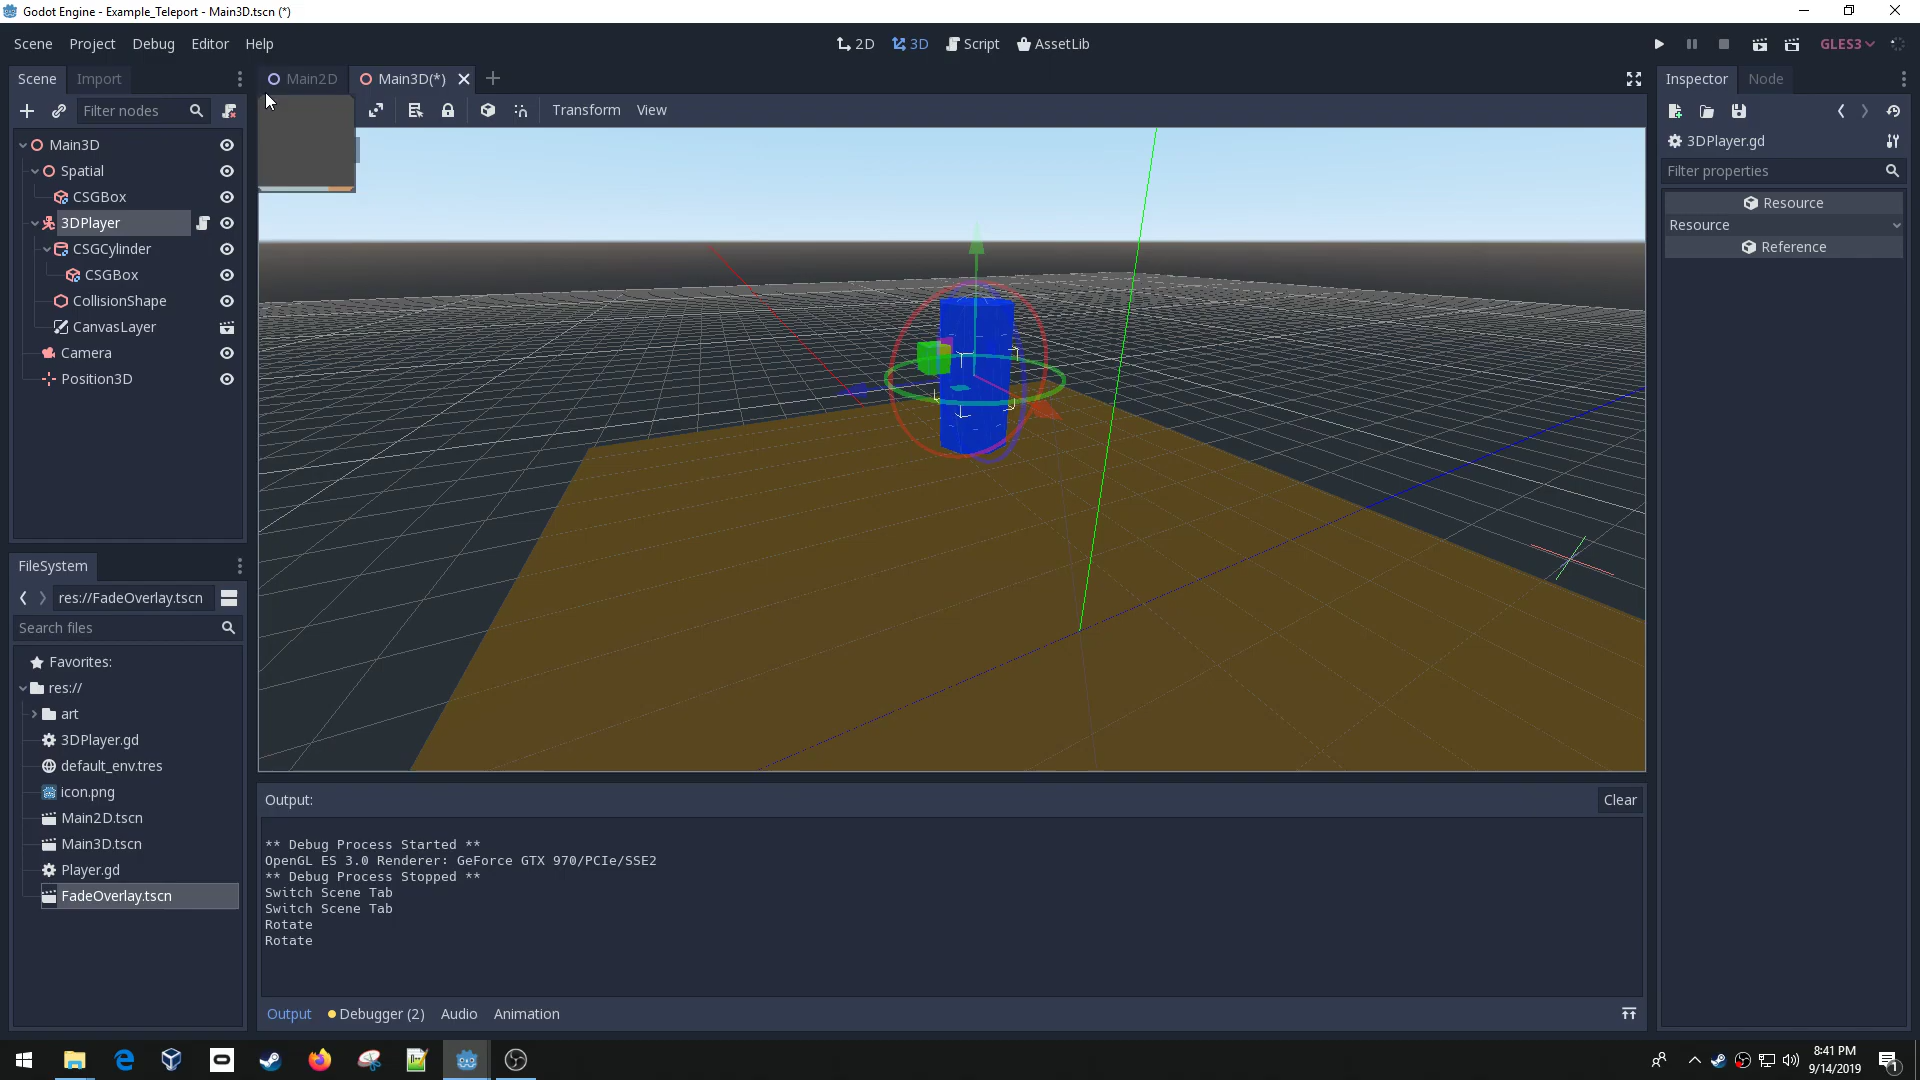 Godot Engine - Example_Teleport - Main3D.tscn (*)
Scene Project Debug Editor Help
2D 3D Script AssetLib
GLES3
Scene Import
Main2D Main3D(*)
Inspector Node
Filter nodes
Transform View
3DPlayer.gd
Filter properties
Resource
Resource
Reference
Main3D
Spatial
CSGBox
3DPlayer
CSGCylinder
CSGBox
CollisionShape
CanvasLayer
Camera
Position3D
FileSystem
res://FadeOverlay.tscn
Search files
Favorites:
res://
art
3DPlayer.gd
default_env.tres
icon.png
Main2D.tscn
Main3D.tscn
Player.gd
FadeOverlay.tscn
Output:
Clear
** Debug Process Started **
OpenGL ES 3.0 Renderer: GeForce GTX 970/PCIe/SSE2
** Debug Process Stopped **
Switch Scene Tab
Switch Scene Tab
Rotate
Rotate
Output Debugger (2) Audio Animation
8:41 PM
9/14/2019
1